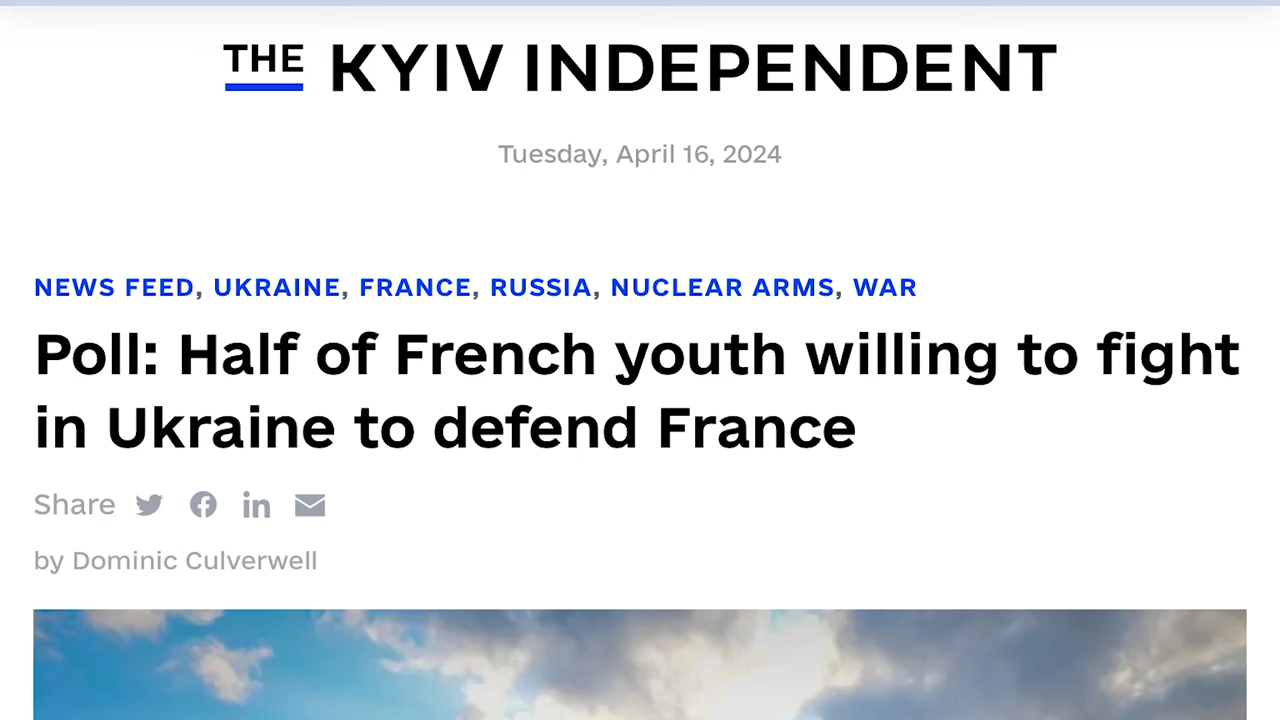 THE KYIV INDEPENDENT
Tuesday, April 16, 2024
NEWS FEED, UKRAINE, FRANCE, RUSSIA, NUCLEAR ARMS, WAR
Poll: Half of French youth willing to fight
in Ukraine to defend France
Share
by Dominic Culverwell